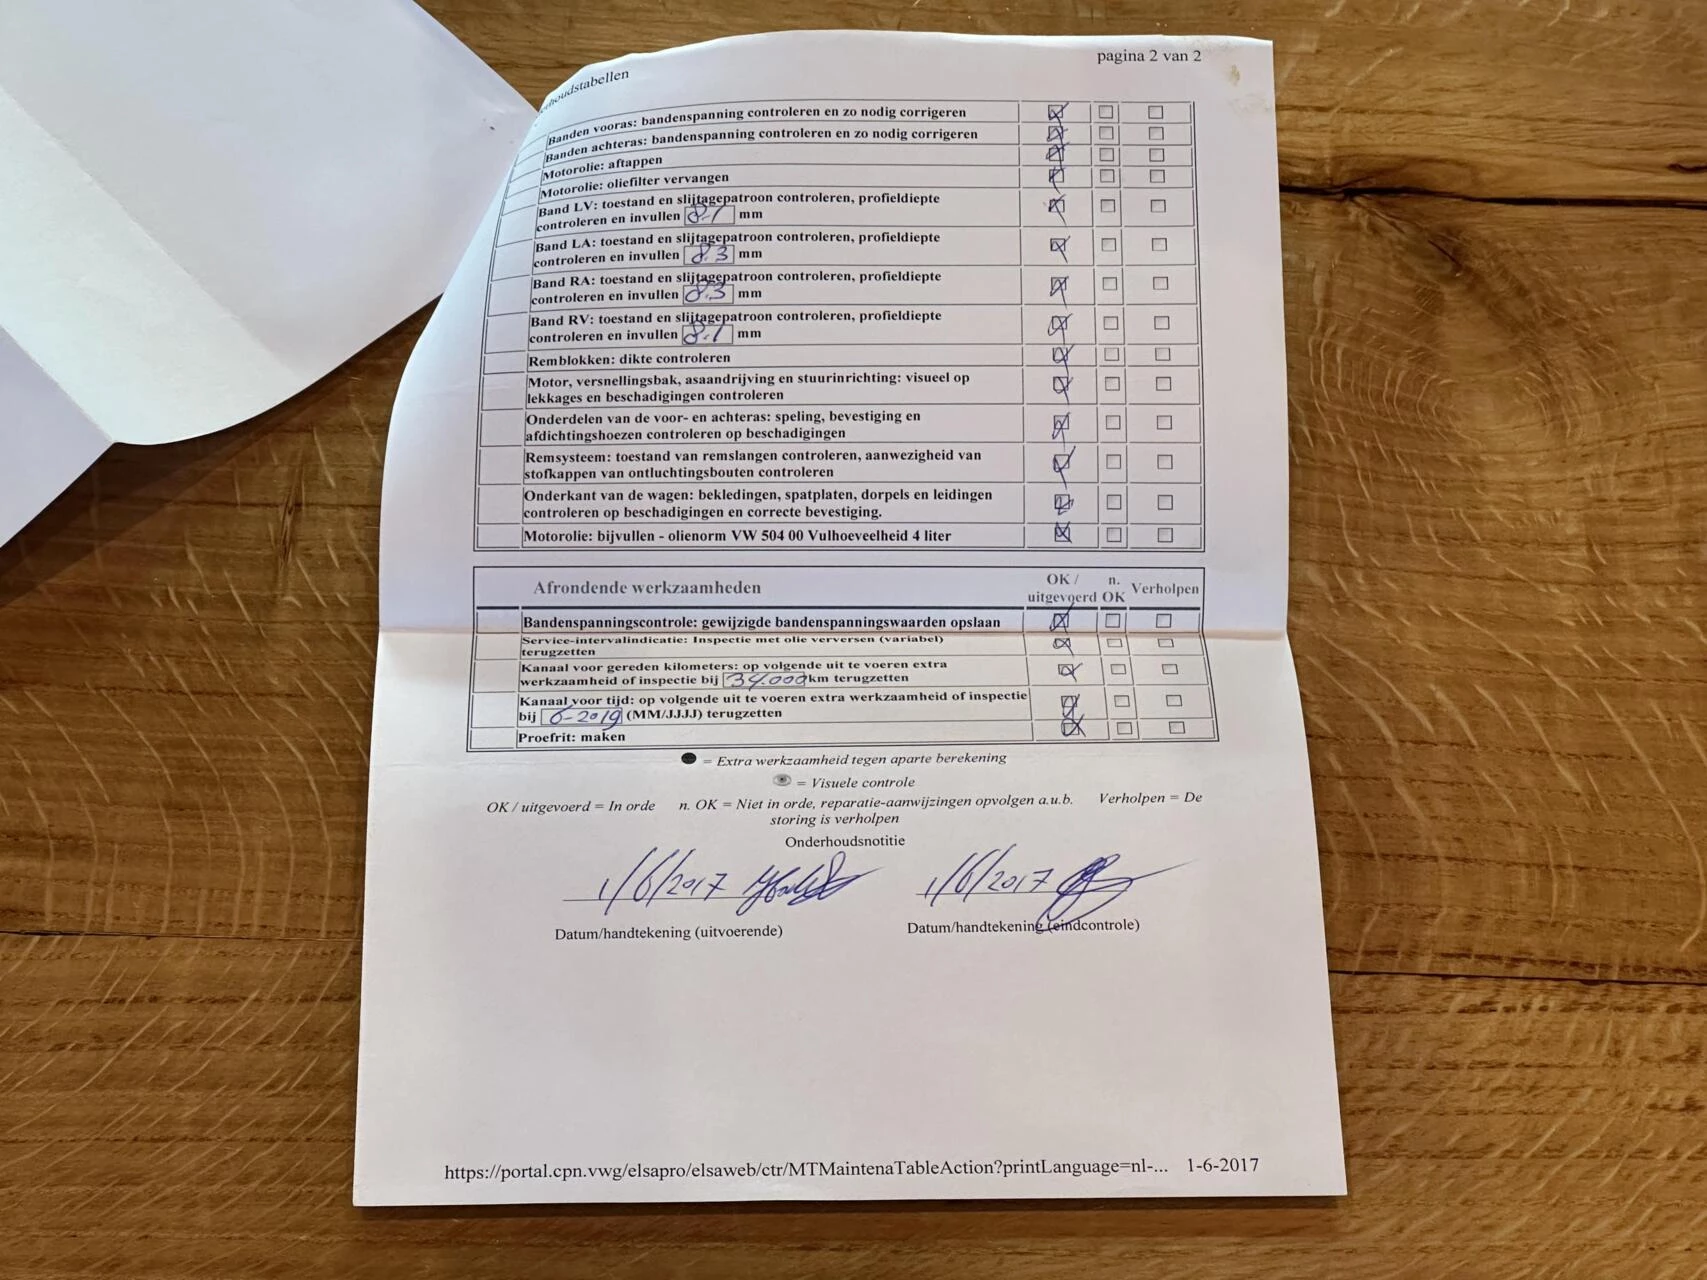 pagina 2 van 2
houdstabellen
Banden vooras: bandenspanning controleren en zo nodig corrigeren
Banden achteras: bandenspanning controleren en zo nodig corrigeren
Motorolie: aftappen
Motorolie: oliefilter vervangen
Band LV: toestand en slijtagepatroon controleren, profieldiepte
controleren en invullen 8.1 mm
Band LA: toestand en slijtagepatroon controleren, profieldiepte
controleren en invullen 8.3 mm
Band RA: toestand en slijtagepatroon controleren, profieldiepte
controleren en invullen 8.3 mm
Band RV: toestand en slijtagepatroon controleren, profieldiepte
controleren en invullen 8.1 mm
Remblokken: dikte controleren
Motor, versnellingsbak, asaandrijving en stuurinrichting: visueel op
lekkages en beschadigingen controleren
Onderdelen van de voor- en achteras: speling, bevestiging en
afdichtingshoezen controleren op beschadigingen
Remsysteem: toestand van remslangen controleren, aanwezigheid van
stofkappen van ontluchtingsbouten controleren
Onderkant van de wagen: bekledingen, spatplaten, dorpels en leidingen
controleren op beschadigingen en correcte bevestiging.
Motorolie: bijvullen - olienorm VW 504 00 Vulhoeveelheid 4 liter
Afrondende werkzaamheden OK / uitgevoerd n. OK Verholpen
Bandenspanningscontrole: gewijzigde bandenspanningswaarden opslaan
Service-intervalindicatie: Inspectie met olie verversen (variabel)
terugzetten
Kanaal voor gereden kilometers: op volgende uit te voeren extra
werkzaamheid of inspectie bij 34.000 km terugzetten
Kanaal voor tijd: op volgende uit te voeren extra werkzaamheid of inspectie
bij 6-2019 (MM/JJJJ) terugzetten
Proefrit: maken
= Extra werkzaamheid tegen aparte berekening
= Visuele controle
OK / uitgevoerd = In orde n. OK = Niet in orde, reparatie-aanwijzingen opvolgen a.u.b. Verholpen = De
storing is verholpen
Onderhoudsnotitie
1/6/2017 1/6/2017
Datum/handtekening (uitvoerende) Datum/handtekening (eindcontrole)
https://portal.cpn.vwg/elsapro/elsaweb/ctr/MTMaintenaTableAction?printLanguage=nl-... 1-6-2017